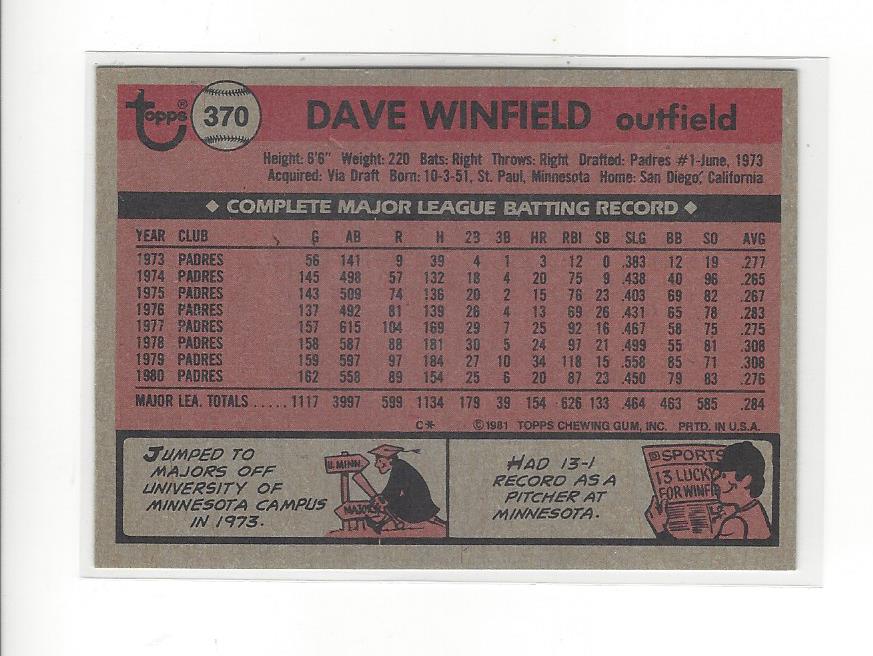 topps® 370 DAVE WINFIELD outfield
Height: 6'6" Weight: 220 Bats: Right Throws: Right Drafted: Padres #1-June, 1973
Acquired: Via Draft Born: 10-3-51, St. Paul, Minnesota Home: San Diego, California
◆ COMPLETE MAJOR LEAGUE BATTING RECORD ◆
YEAR CLUB G AB R H 2B 3B HR RBI SB SLG BB SO AVG
1973 PADRES 56 141 9 39 4 1 3 12 0 .383 12 19 .277
1974 PADRES 145 498 57 132 18 4 20 75 9 .438 40 96 .265
1975 PADRES 143 509 74 136 20 2 15 76 23 .403 69 82 .267
1976 PADRES 137 492 81 139 26 4 13 69 26 .431 65 78 .283
1977 PADRES 157 615 104 169 29 7 25 92 16 .467 58 75 .275
1978 PADRES 158 587 88 181 30 5 24 97 21 .499 55 81 .308
1979 PADRES 159 597 97 184 27 10 34 118 15 .558 85 71 .308
1980 PADRES 162 558 89 154 25 6 20 87 23 .450 79 83 .276
MAJOR LEA. TOTALS ..... 1117 3997 599 1134 179 39 154 626 133 .464 463 585 .284
C* ©1981 TOPPS CHEWING GUM, INC. PRTD. IN U.S.A.
JUMPED TO
MAJORS OFF
UNIVERSITY OF
MINNESOTA CAMPUS
IN 1973.
U. MINN.
MAJORS
HAD 13-1
RECORD AS A
PITCHER AT
MINNESOTA.
SPORTS
13 LUCKY
FOR WINFI